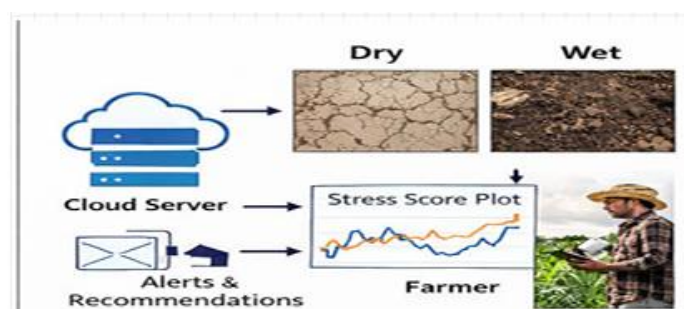 Dry
Wet
Cloud Server
Stress Score Plot
Alerts &
Recommendations
Farmer